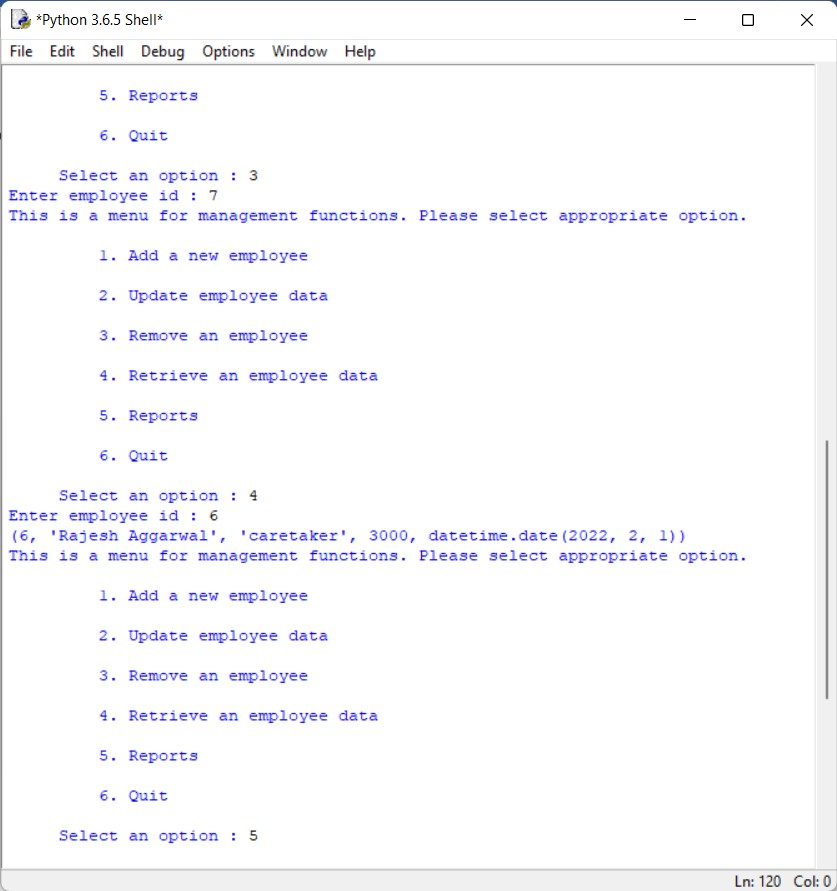 *Python 3.6.5 Shell*
File Edit Shell Debug Options Window Help
5. Reports
6. Quit
Select an option : 3
Enter employee id : 7
This is a menu for management functions. Please select appropriate option.
1. Add a new employee
2. Update employee data
3. Remove an employee
4. Retrieve an employee data
5. Reports
6. Quit
Select an option : 4
Enter employee id : 6
(6, 'Rajesh Aggarwal', 'caretaker', 3000, datetime.date(2022, 2, 1))
This is a menu for management functions. Please select appropriate option.
1. Add a new employee
2. Update employee data
3. Remove an employee
4. Retrieve an employee data
5. Reports
6. Quit
Select an option : 5
Ln: 120 Col: 0